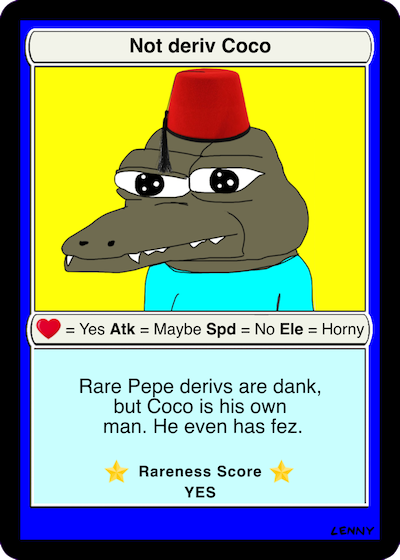 Not deriv Coco
= Yes Atk = Maybe Spd = No Ele = Horny
Rare Pepe derivs are dank,
but Coco is his own
man. He even has fez.
Rareness Score
YES
LENNY